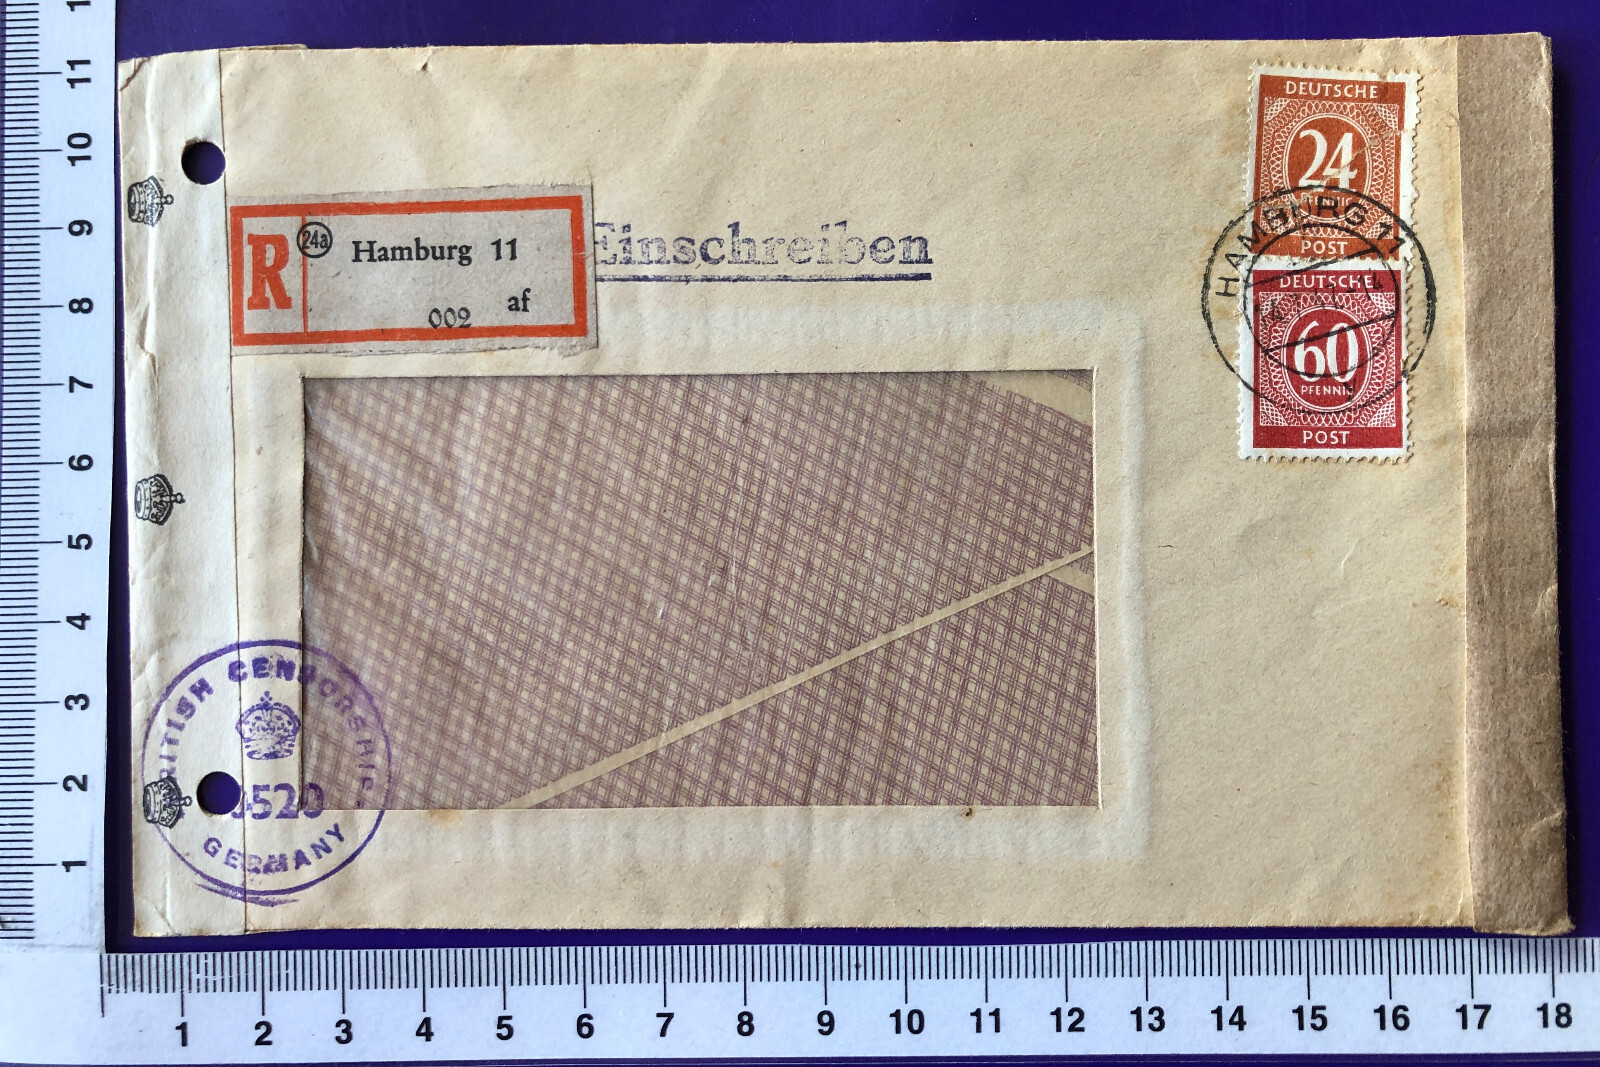 DEUTSCHE
24
PFENNIG
POST
HAMBURG 11
DEUTSCHE
60
PFENNIG
POST
R
24a
Hamburg 11
002 af
Einschreiben
BRITISH CENSORSHIP
GERMANY
11
10
9
8
7
6
5
4
3
2
1
1 2 3 4 5 6 7 8 9 10 11 12 13 14 15 16 17 18